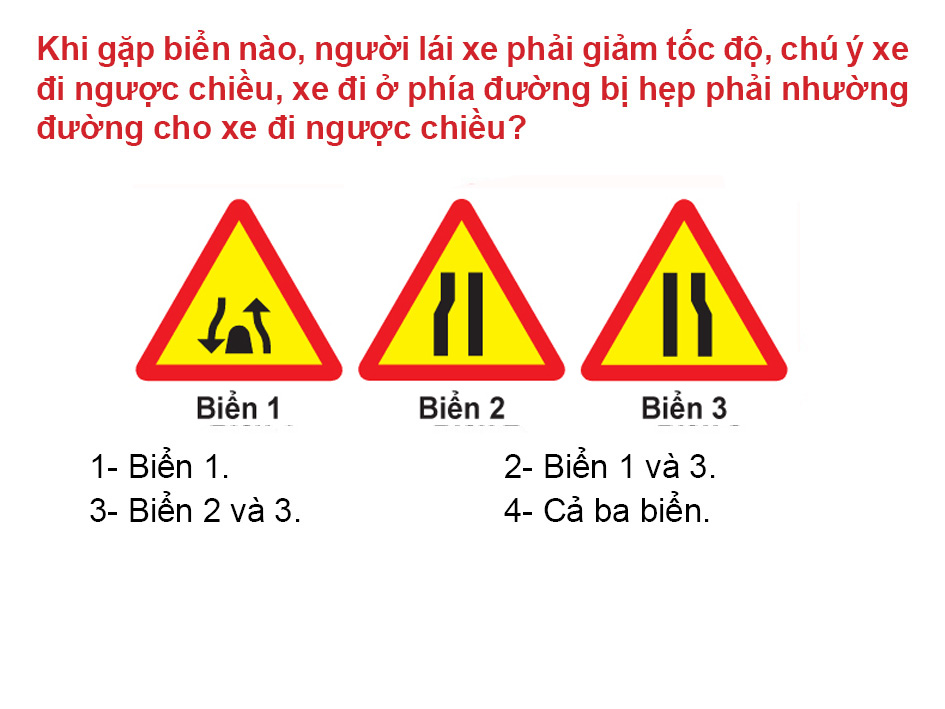 Khi gặp biển nào, người lái xe phải giảm tốc độ, chú ý xe
đi ngược chiều, xe đi ở phía đường bị hẹp phải nhường
đường cho xe đi ngược chiều?
Biển 1 Biển 2 Biển 3
1- Biển 1. 2- Biển 1 và 3.
3- Biển 2 và 3. 4- Cả ba biển.